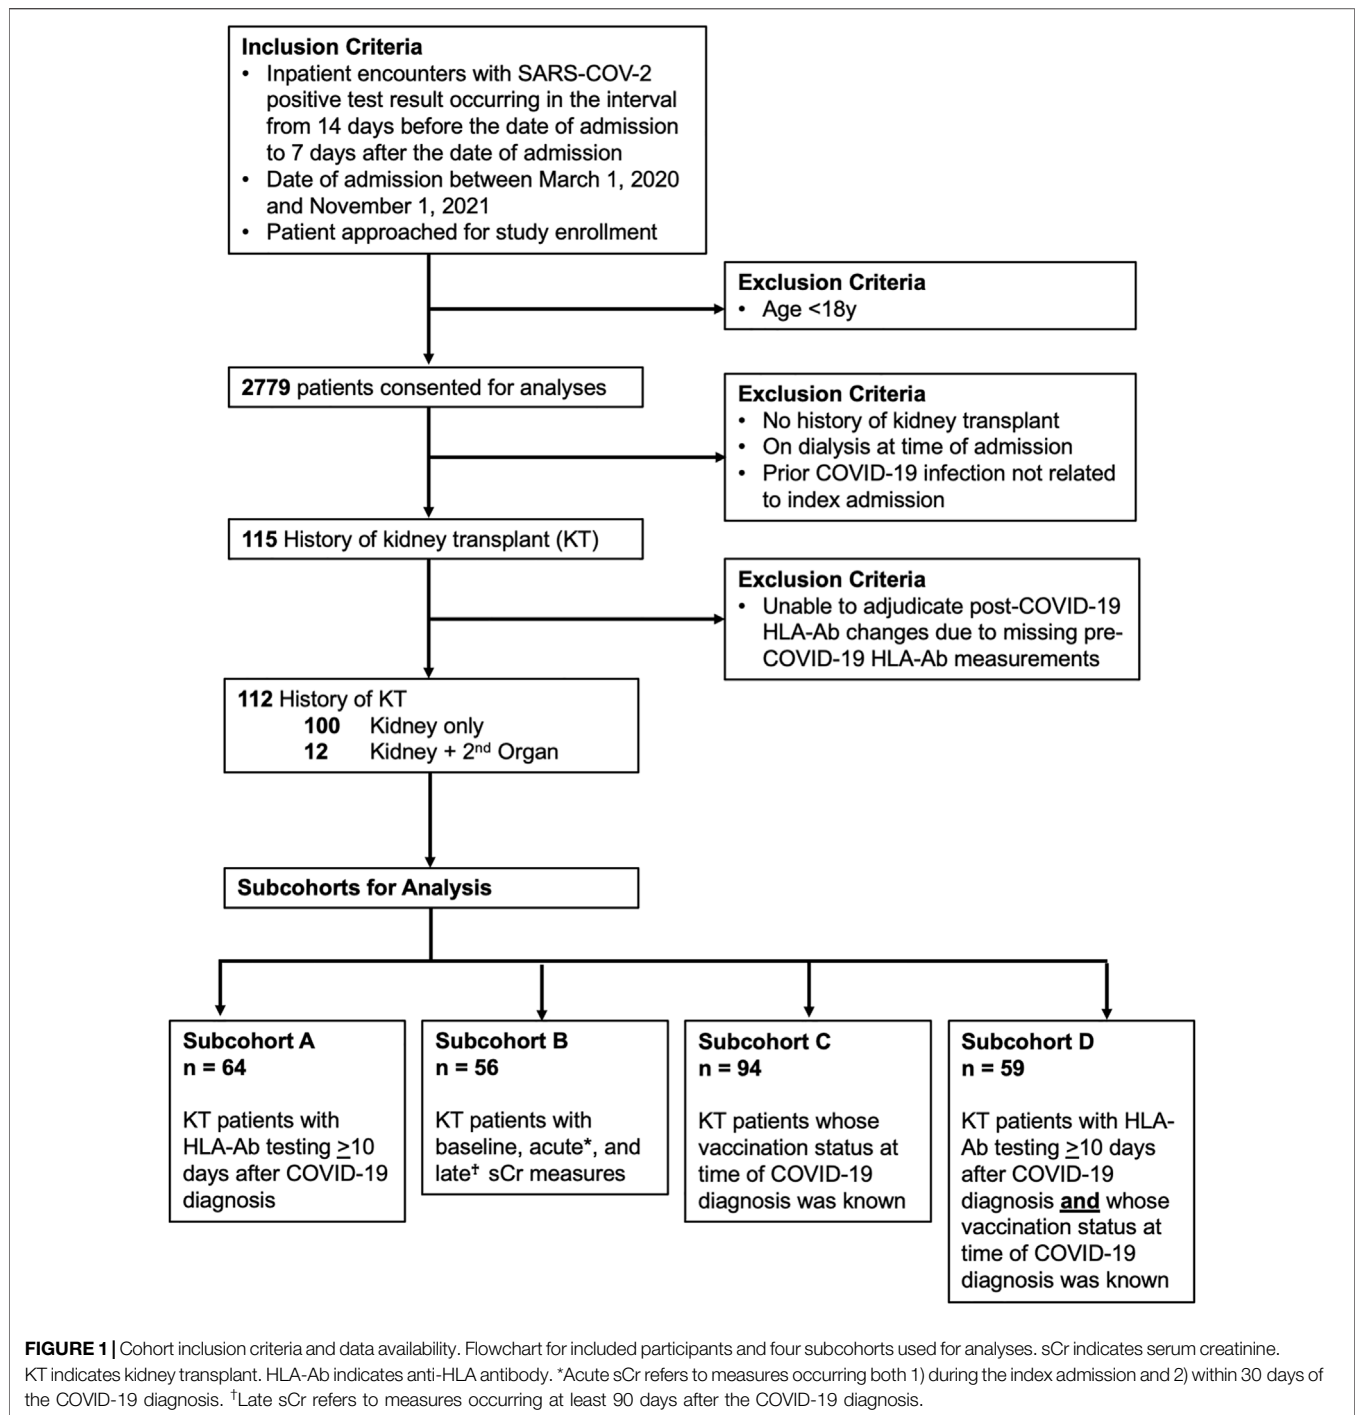 Inclusion Criteria
• Inpatient encounters with SARS-COV-2
positive test result occurring in the interval
from 14 days before the date of admission
to 7 days after the date of admission
• Date of admission between March 1, 2020
and November 1, 2021
• Patient approached for study enrollment
Exclusion Criteria
• Age <18y
2779 patients consented for analyses
Exclusion Criteria
• No history of kidney transplant
• On dialysis at time of admission
• Prior COVID-19 infection not related
to index admission
115 History of kidney transplant (KT)
Exclusion Criteria
• Unable to adjudicate post-COVID-19
HLA-Ab changes due to missing pre-
COVID-19 HLA-Ab measurements
112 History of KT
100 Kidney only
12 Kidney + 2nd Organ
Subcohorts for Analysis
Subcohort A
n = 64
KT patients with
HLA-Ab testing ≥10
days after COVID-19
diagnosis
Subcohort B
n = 56
KT patients with
baseline, acute*, and
late† sCr measures
Subcohort C
n = 94
KT patients whose
vaccination status at
time of COVID-19
diagnosis was known
Subcohort D
n = 59
KT patients with HLA-
Ab testing ≥10 days
after COVID-19
diagnosis and whose
vaccination status at
time of COVID-19
diagnosis was known
FIGURE 1 | Cohort inclusion criteria and data availability. Flowchart for included participants and four subcohorts used for analyses. sCr indicates serum creatinine.
KT indicates kidney transplant. HLA-Ab indicates anti-HLA antibody. *Acute sCr refers to measures occurring both 1) during the index admission and 2) within 30 days of
the COVID-19 diagnosis. †Late sCr refers to measures occurring at least 90 days after the COVID-19 diagnosis.